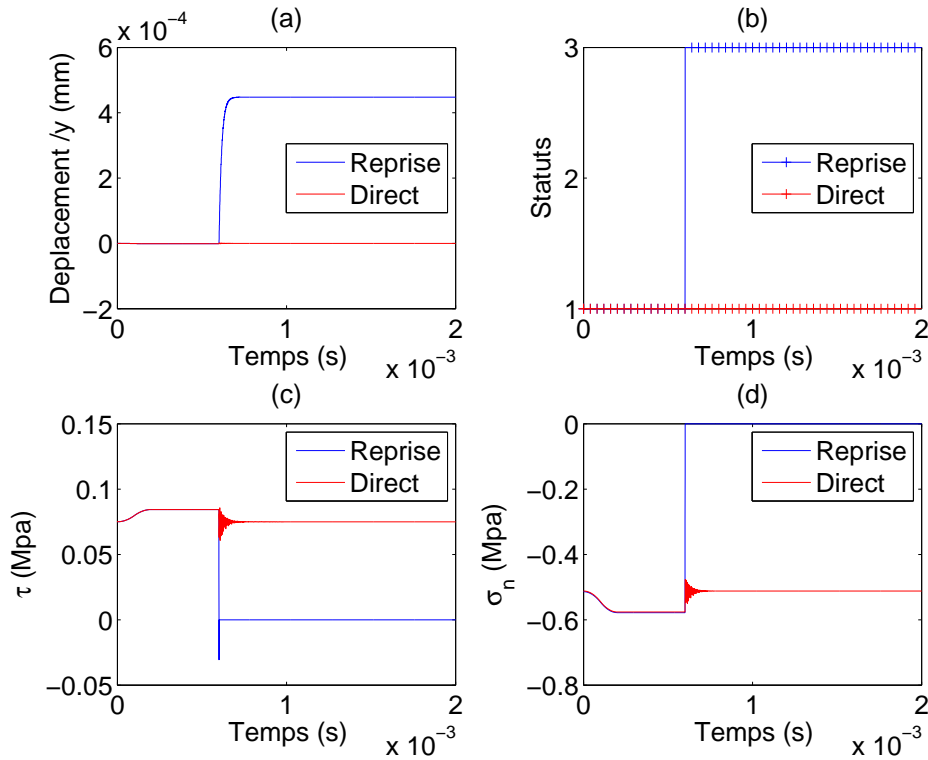 (a)
x 10−4
6
4
2
0
−2
Deplacement /y (mm)
Reprise
Direct
0
1
2
Temps (s)
x 10−3
(b)
3
2
1
Statuts
Reprise
Direct
0
1
2
Temps (s)
x 10−3
(c)
0.15
0.1
0.05
0
−0.05
τ (Mpa)
Reprise
Direct
0
1
2
Temps (s)
x 10−3
(d)
0
−0.2
−0.4
−0.6
−0.8
σn (Mpa)
Reprise
Direct
0
1
2
Temps (s)
x 10−3